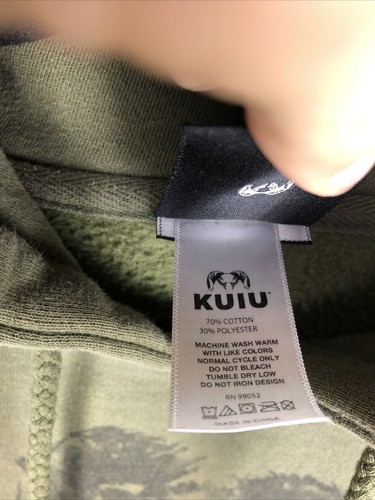 KUIU
70% COTTON
30% POLYESTER
MACHINE WASH WARM
WITH LIKE COLORS
NORMAL CYCLE ONLY
DO NOT BLEACH
TUMBLE DRY LOW
DO NOT IRON DESIGN
RN 99052
MADE IN CHINA